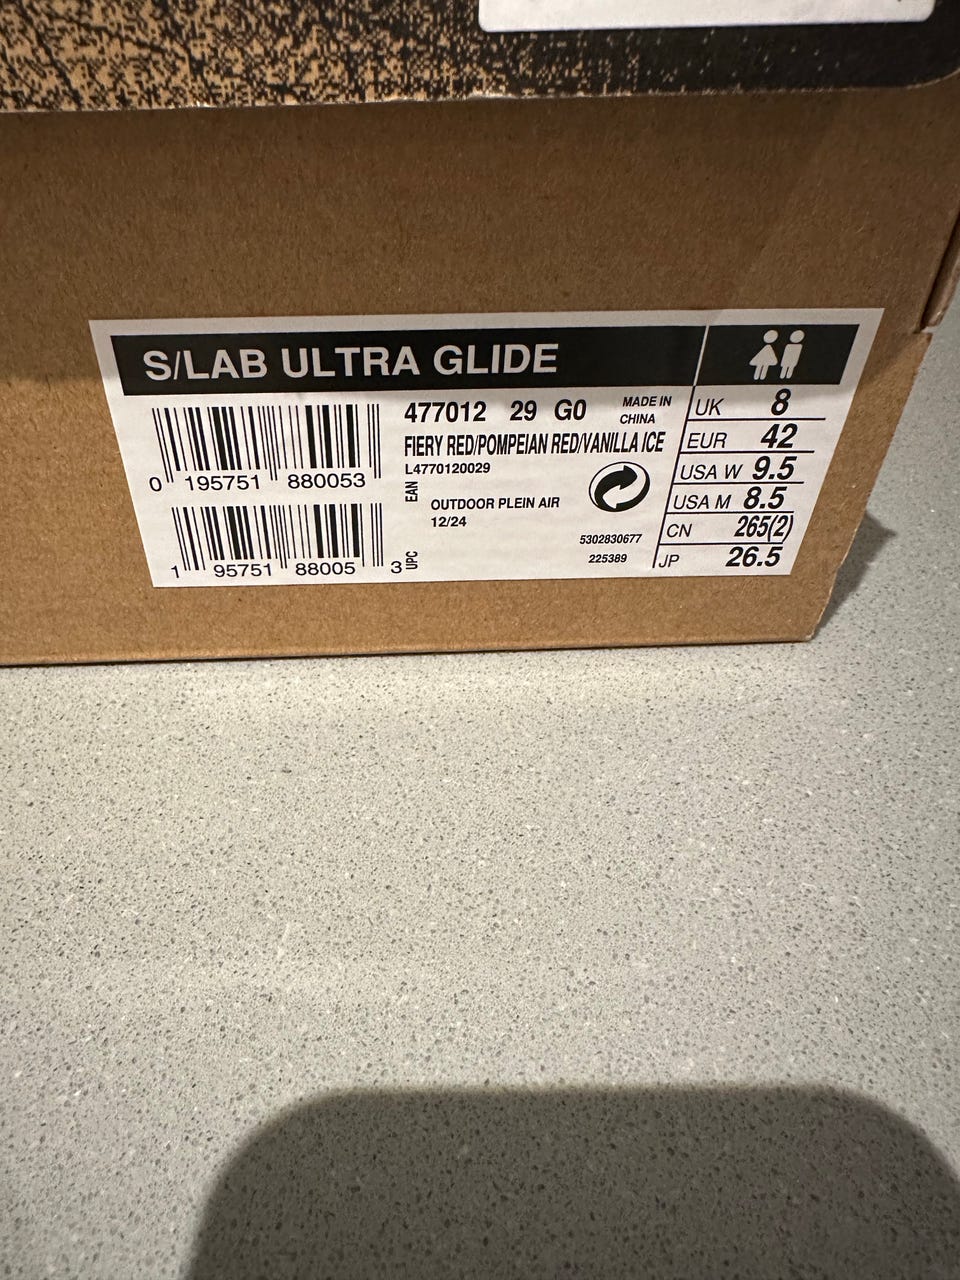 S/LAB ULTRA GLIDE
477012 29 G0 MADE IN CHINA
FIERY RED/POMPEIAN RED/VANILLA ICE
L4770120029
0 195751 880053
EAN
OUTDOOR PLEIN AIR
12/24
5302830677
225389
1 95751 88005 3
UPC
UK 8
EUR 42
USA W 9.5
USA M 8.5
CN 265(2)
JP 26.5